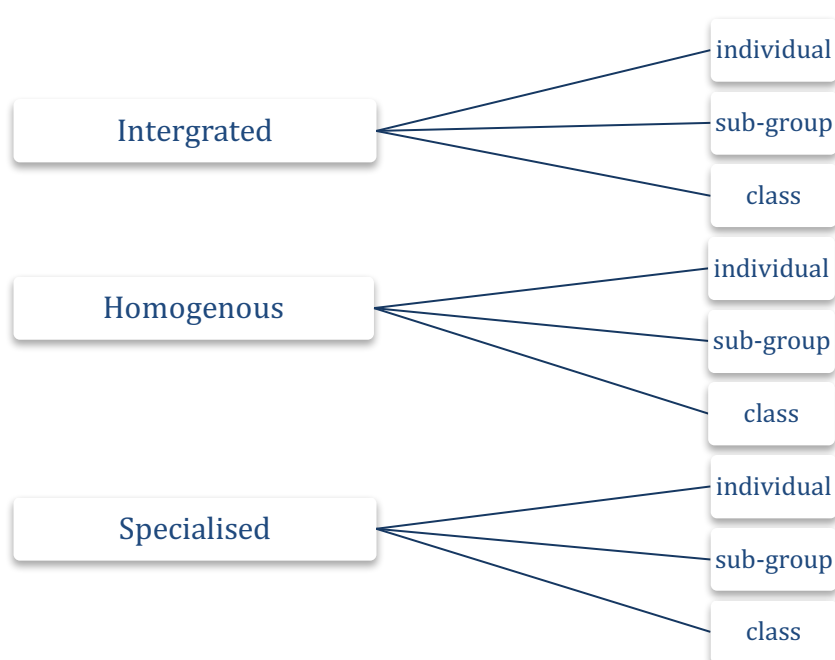 Intergrated
individual
sub-group
class
Homogenous
individual
sub-group
class
Specialised
individual
sub-group
class